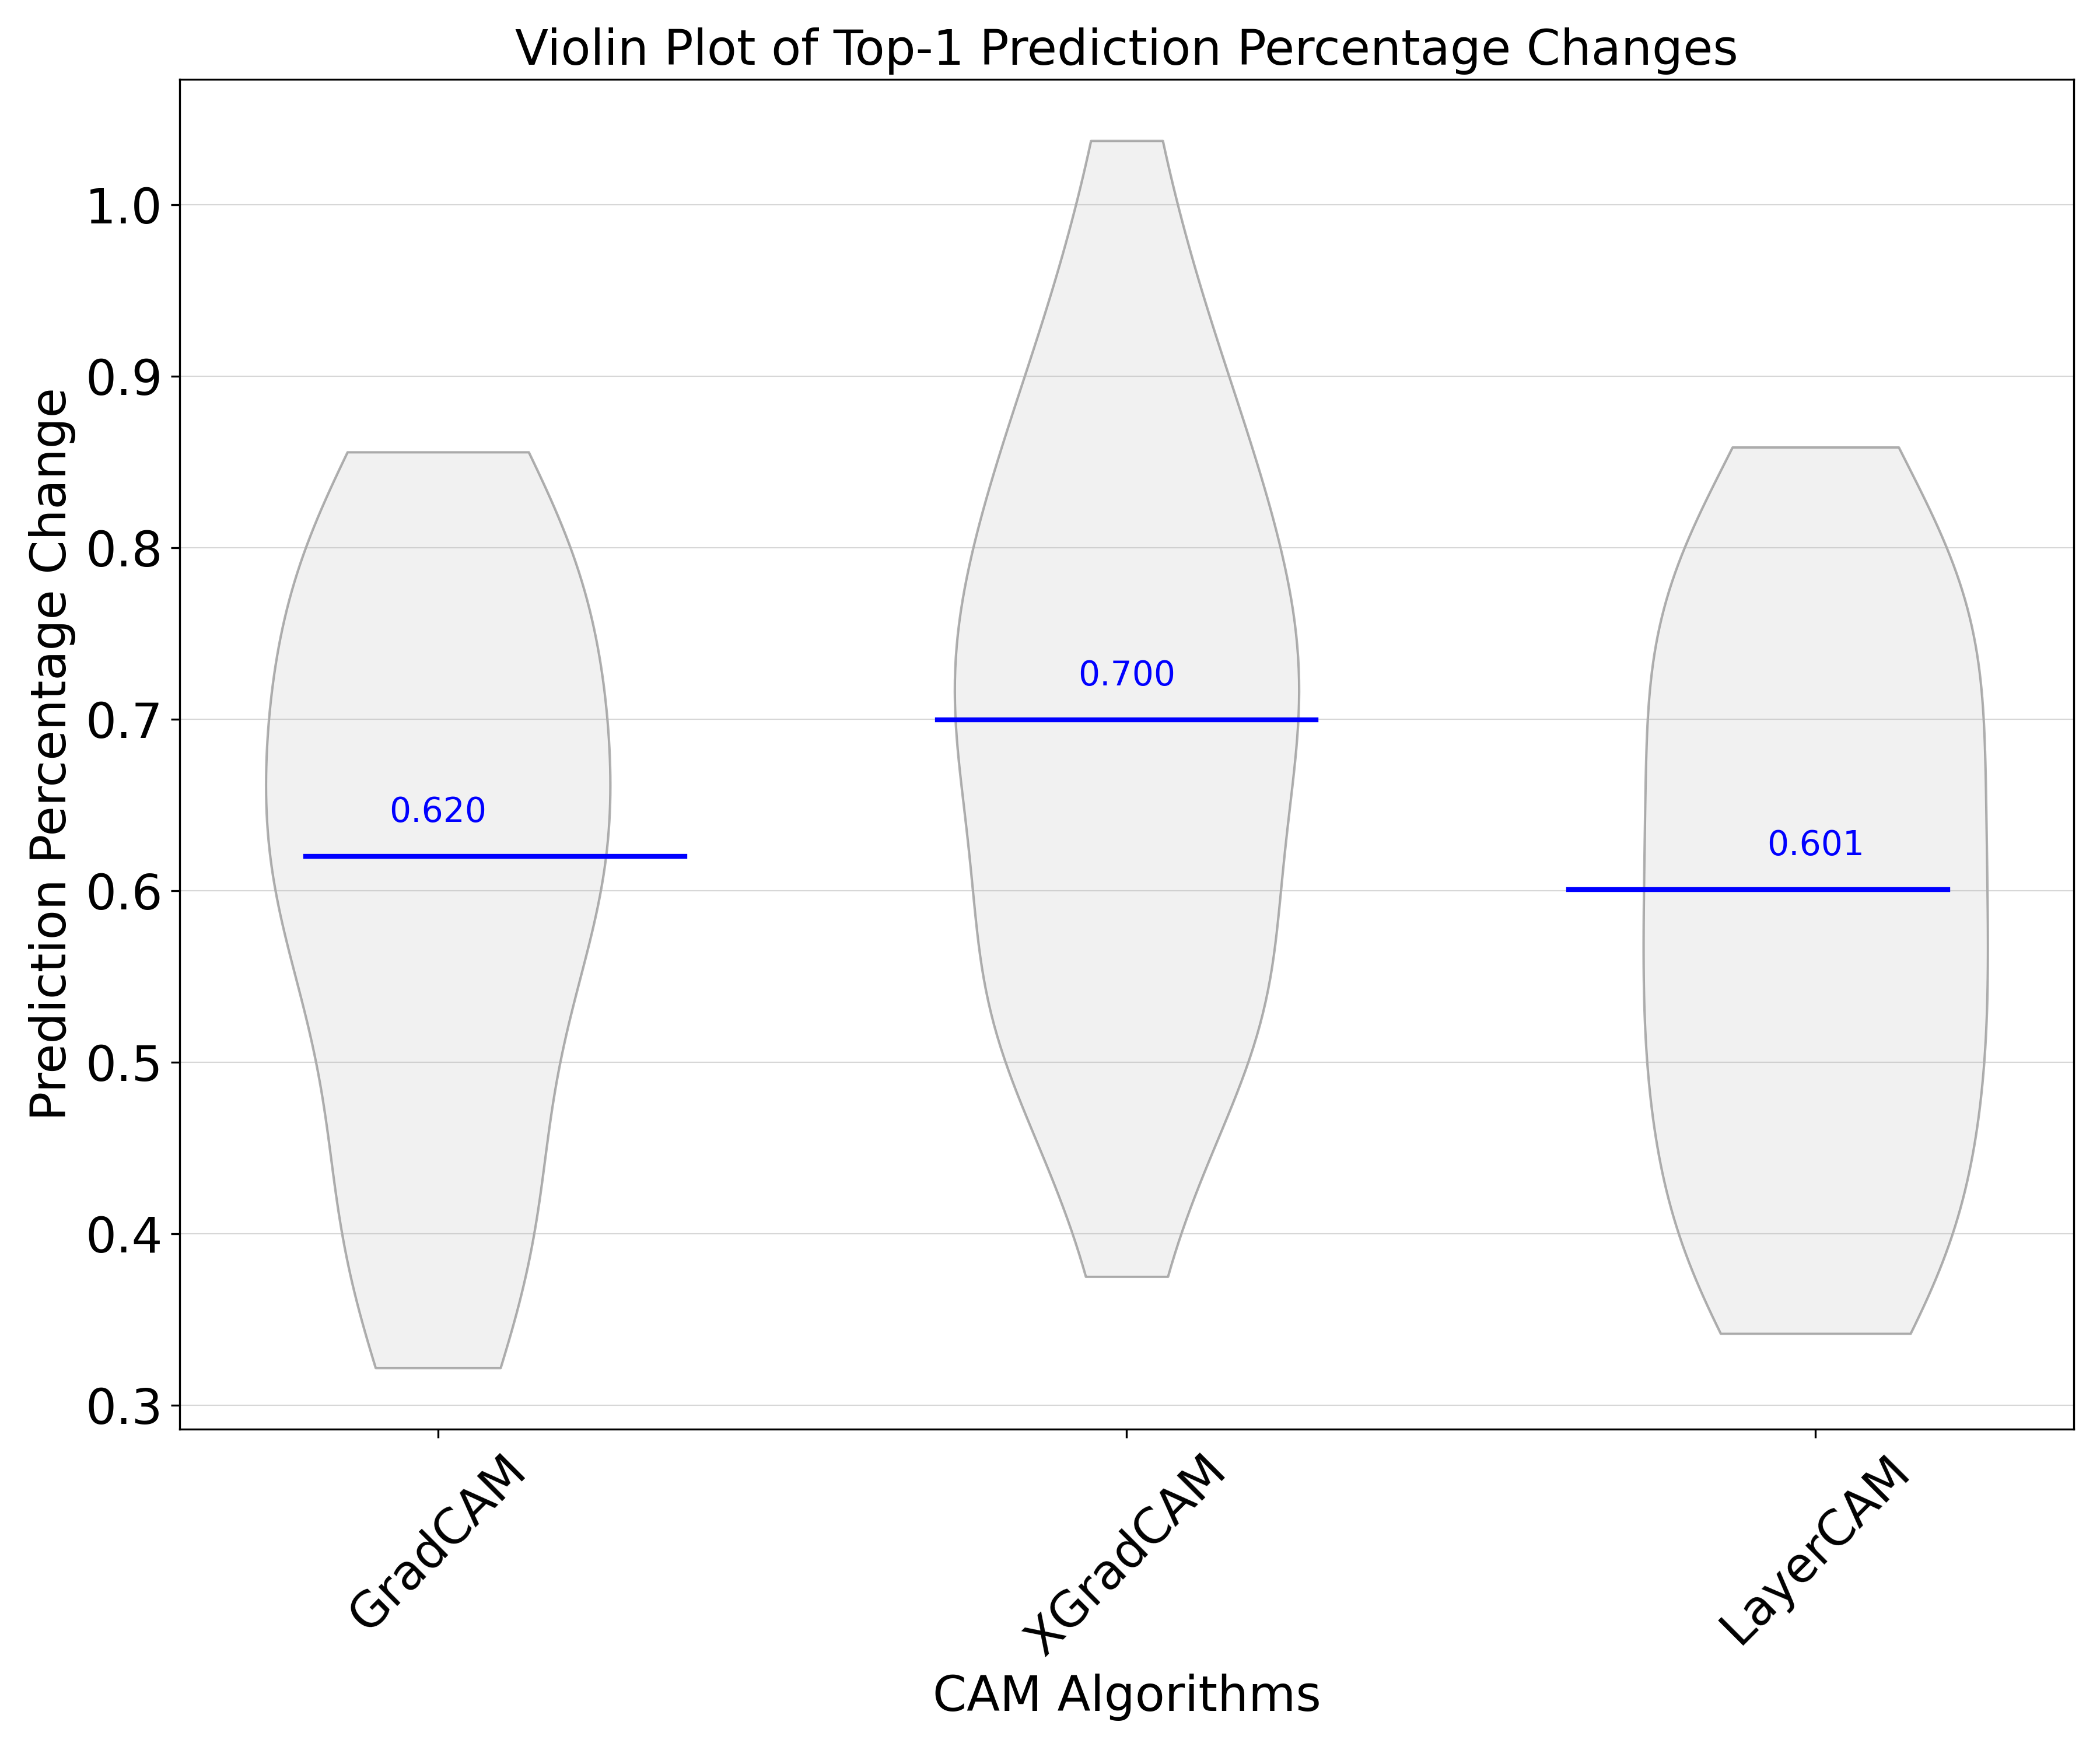 Violin Plot of Top-1 Prediction Percentage Changes
Prediction Percentage Change
1.0
0.9
0.8
0.7
0.6
0.5
0.4
0.3
0.620
0.700
0.601
GradCAM
XGradCAM
LayerCAM
CAM Algorithms